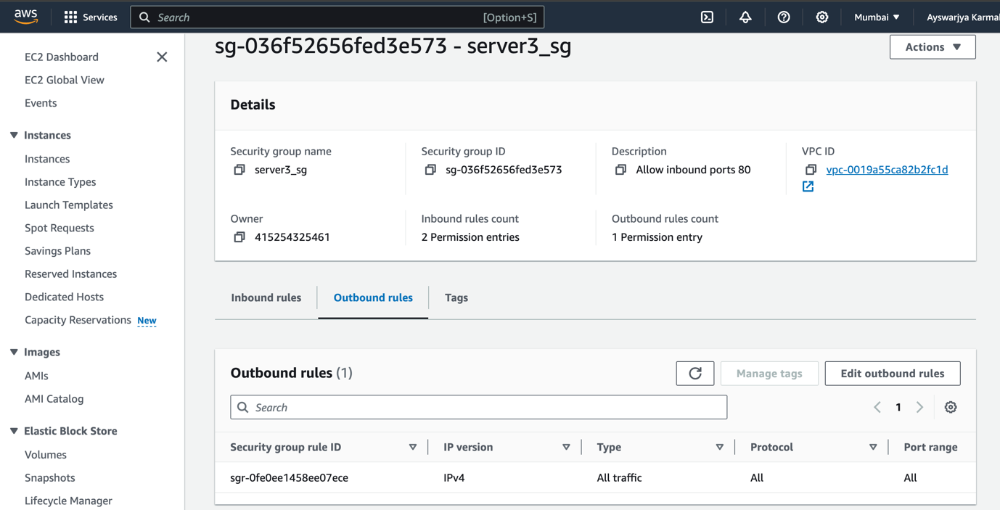 aws
Services
Search
[Option+S]
Mumbai
Ayswarjya Karmal
EC2 Dashboard
EC2 Global View
Events
Instances
Instances
Instance Types
Launch Templates
Spot Requests
Savings Plans
Reserved Instances
Dedicated Hosts
Capacity Reservations New
Images
AMIs
AMI Catalog
Elastic Block Store
Volumes
Snapshots
Lifecycle Manager
sg-036f52656fed3e573 - server3_sg
Actions
Details
Security group name
server3_sg
Security group ID
sg-036f52656fed3e573
Description
Allow inbound ports 80
VPC ID
vpc-0019a55ca82b2fc1d
Owner
415254325461
Inbound rules count
2 Permission entries
Outbound rules count
1 Permission entry
Inbound rules
Outbound rules
Tags
Outbound rules (1)
Manage tags
Edit outbound rules
Search
1
Security group rule ID
IP version
Type
Protocol
Port range
sgr-0fe0ee1458ee07ece
IPv4
All traffic
All
All